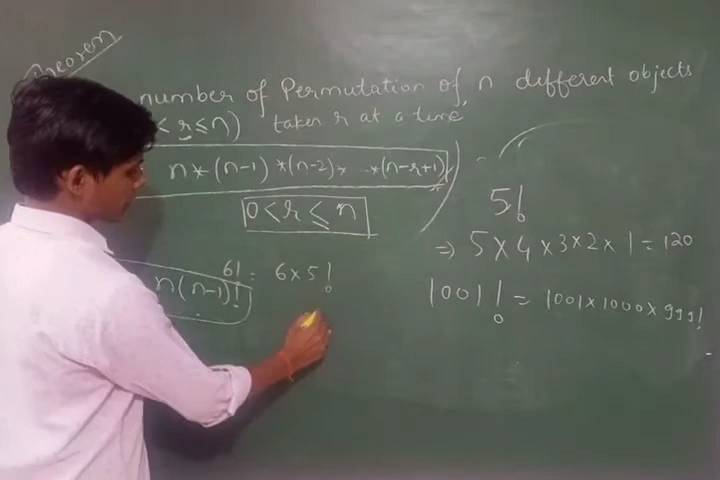 Theorem
number of Permutation of n different objects
< r ≤ n) taken r at a time,
n * (n-1) * (n-2) * ... * (n-r+1)
0 < r ≤ n
5!
⇒ 5 × 4 × 3 × 2 × 1 = 120
6! = 6 × 5!
n(n-1)!
1001! = 1001 × 1000 × 999!